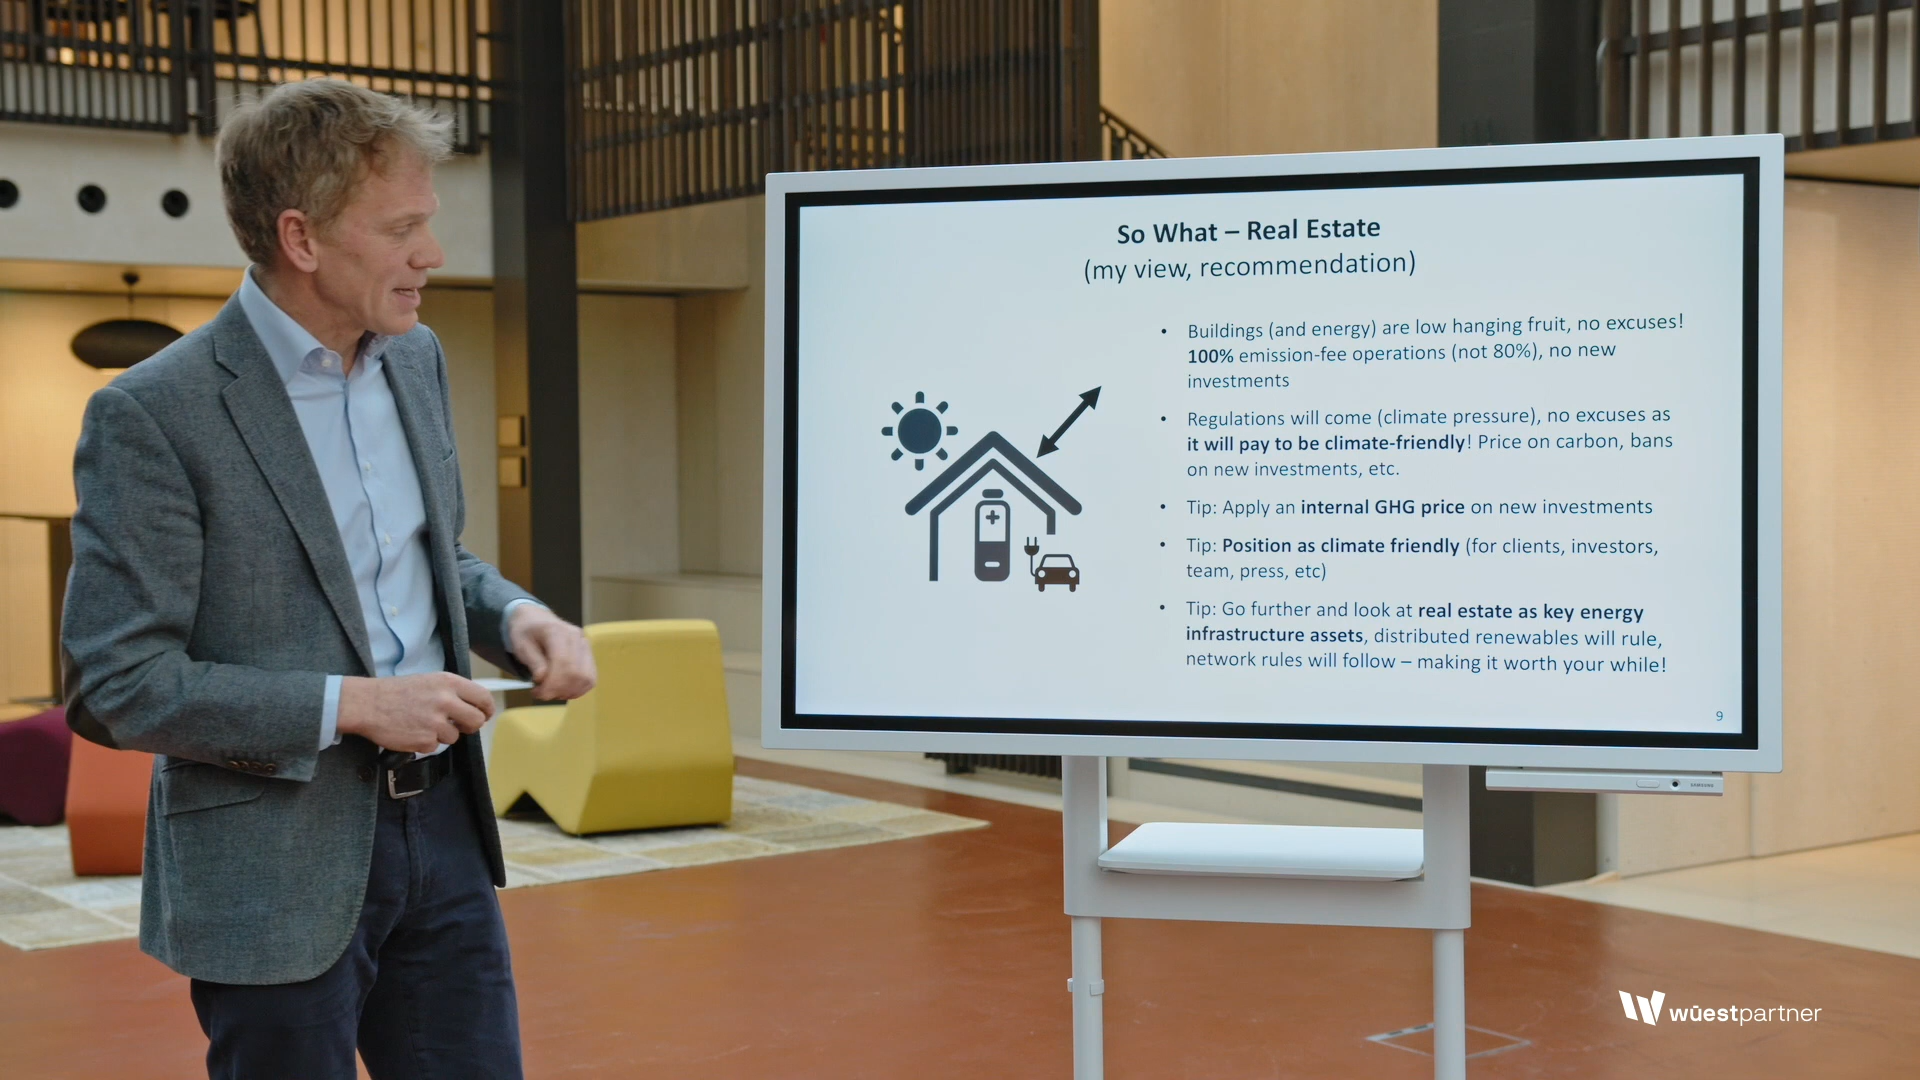 So What – Real Estate
(my view, recommendation)
• Buildings (and energy) are low hanging fruit, no excuses!
100% emission-fee operations (not 80%), no new
investments
• Regulations will come (climate pressure), no excuses as
it will pay to be climate-friendly! Price on carbon, bans
on new investments, etc.
• Tip: Apply an internal GHG price on new investments
• Tip: Position as climate friendly (for clients, investors,
team, press, etc)
• Tip: Go further and look at real estate as key energy
infrastructure assets, distributed renewables will rule,
network rules will follow – making it worth your while!
9
SAMSUNG
wüestpartner